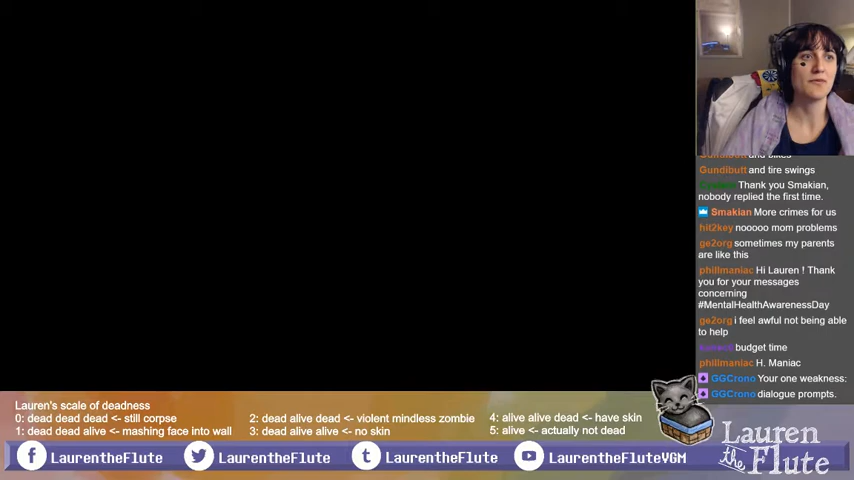 Gundibutt and tire swings
Thank you Smakian,
nobody replied the first time.
Smakian More crimes for us
hit2key nooooo mom problems
ge2org sometimes my parents
are like this
phillmaniac Hi Lauren ! Thank
you for your messages
concerning
#MentalHealthAwarenessDay
ge2org i feel awful not being able
to help
budget time
phillmaniac H. Maniac
GGCrono Your one weakness:
GGCrono dialogue prompts.
Lauren's scale of deadness
0: dead dead dead <- still corpse
1: dead dead alive <- mashing face into wall
2: dead alive dead <- violent mindless zombie
3: dead alive alive <- no skin
4: alive alive dead <- have skin
5: alive <- actually not dead
LaurentheFlute
LaurentheFlute
LaurentheFlute
LaurentheFluteVGM
Lauren
the Flute